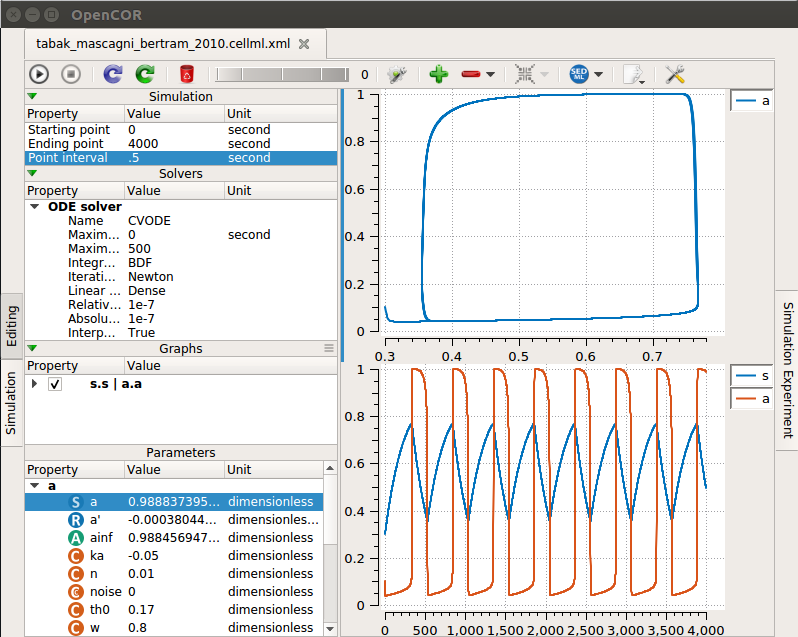 OpenCOR
tabak_mascagni_bertram_2010.cellml.xml
0
SED ML
Simulation
Property Value Unit
Starting point 0 second
Ending point 4000 second
Point interval .5 second
Solvers
Property Value Unit
ODE solver
Name CVODE
Maxim... 0 second
Maxim... 500
Integr... BDF
Iterati... Newton
Linear ... Dense
Relativ... 1e-7
Absolu... 1e-7
Interp... True
Graphs
Property Value
s.s | a.a
Parameters
Property Value Unit
a
S a 0.988837395... dimensionless
R a' -0.00038044... dimensionless...
A ainf 0.988456947... dimensionless
C ka -0.05 dimensionless
C n 0.01 dimensionless
C noise 0 dimensionless
C th0 0.17 dimensionless
C w 0.8 dimensionless
Editing
Simulation
1
0.8
0.6
0.4
0.2
0
0.3 0.4 0.5 0.6 0.7
a
1
0.8
0.6
0.4
0.2
0
0 500 1,000 1,500 2,000 2,500 3,000 3,500 4,000
s
a
Simulation Experiment